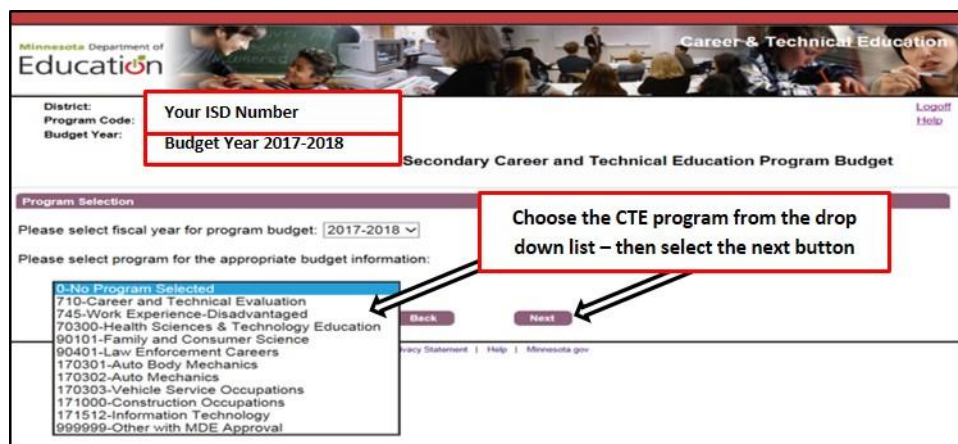 Minnesota Department of
Education
Career & Technical Education
District:
Your ISD Number
Logoff
Program Code:
Help
Budget Year:
Budget Year 2017-2018
Secondary Career and Technical Education Program Budget
Program Selection
Please select fiscal year for program budget: 2017-2018
Choose the CTE program from the drop
down list – then select the next button
Please select program for the appropriate budget information:
0-No Program Selected
710-Career and Technical Evaluation
745-Work Experience-Disadvantaged
70300-Health Sciences & Technology Education
90101-Family and Consumer Science
90401-Law Enforcement Careers
170301-Auto Body Mechanics
170302-Auto Mechanics
170303-Vehicle Service Occupations
171000-Construction Occupations
171512-Information Technology
999999-Other with MDE Approval
Back
Next
Statement | Help | Minnesota gov